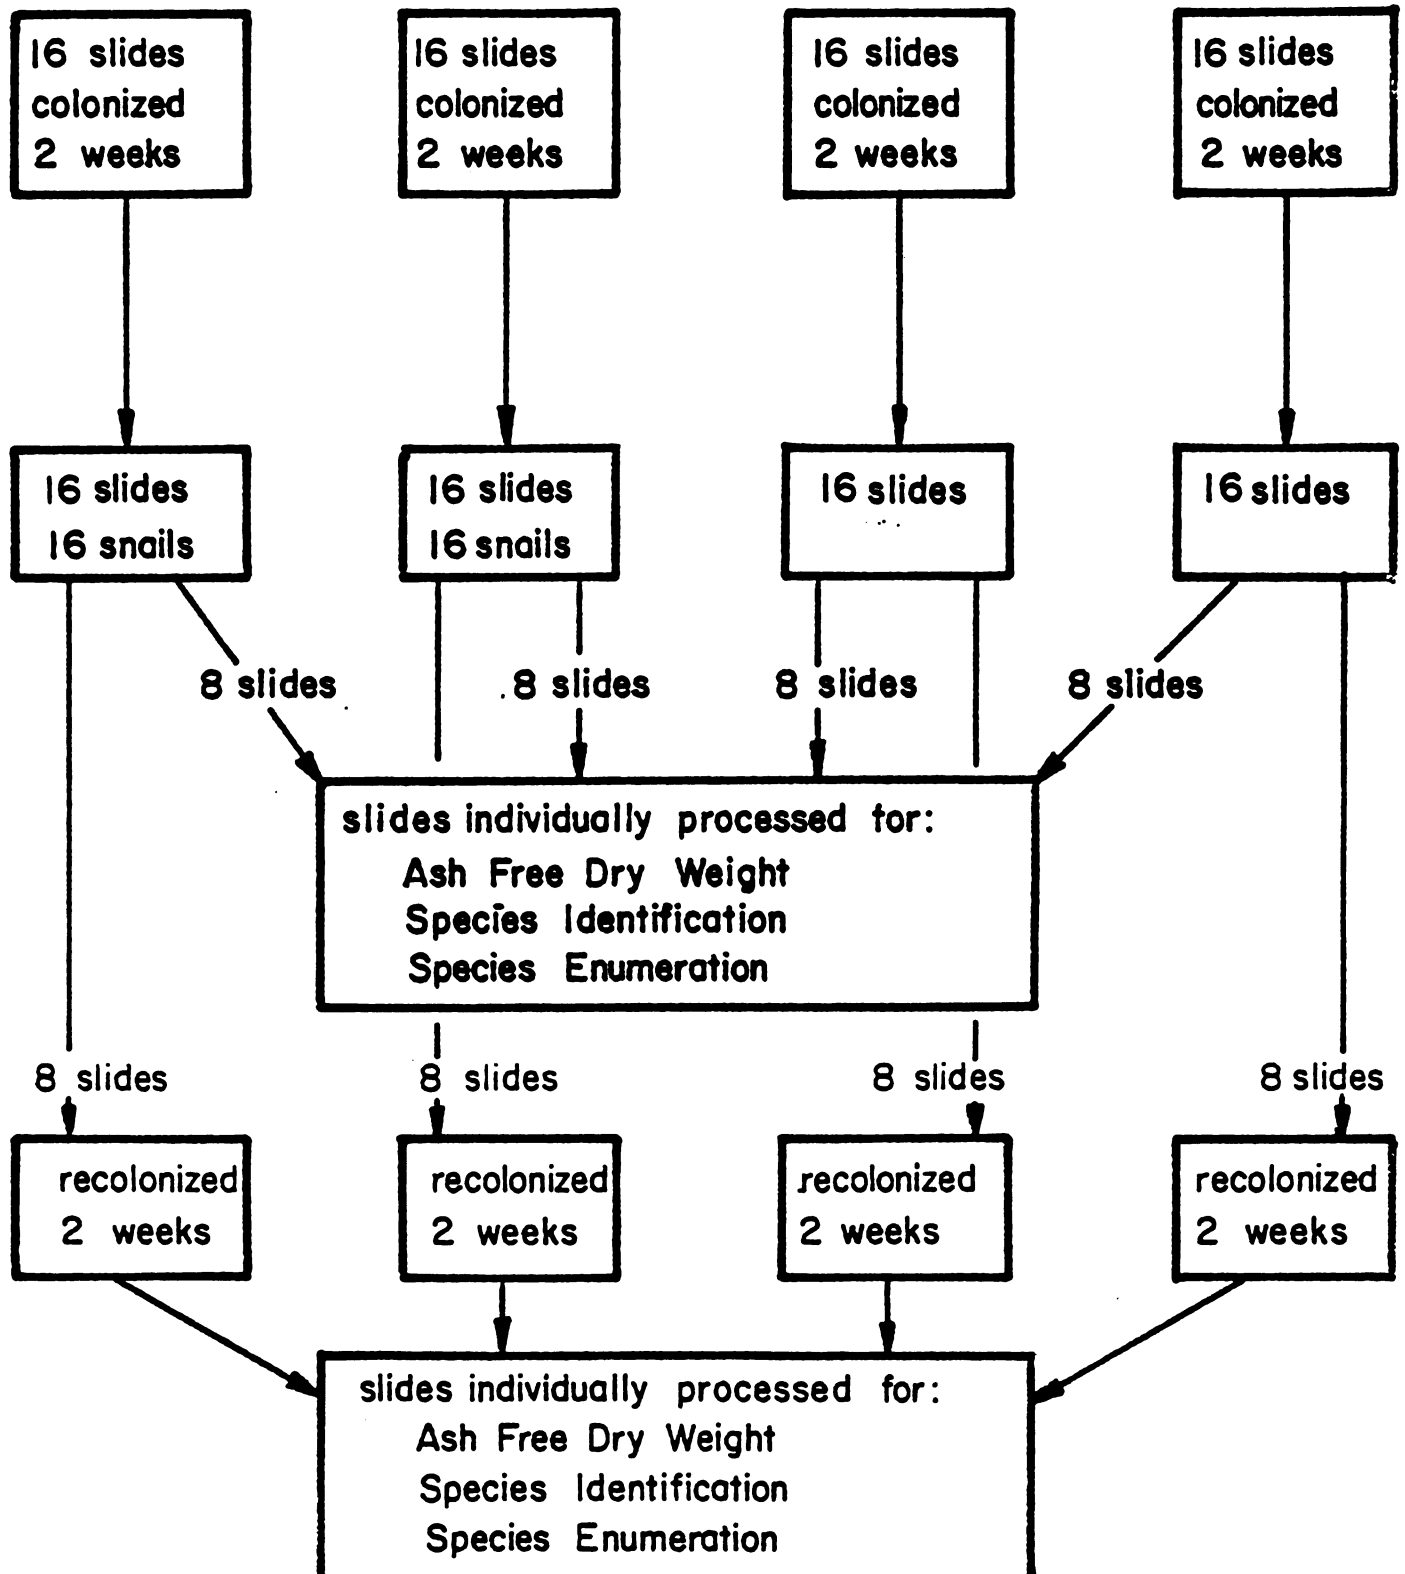 16 slides
colonized
2 weeks
16 slides
colonized
2 weeks
16 slides
colonized
2 weeks
16 slides
colonized
2 weeks
16 slides
16 snails
16 slides
16 snails
16 slides
16 slides
8 slides
8 slides
8 slides
8 slides
slides individually processed for:
Ash Free Dry Weight
Species Identification
Species Enumeration
8 slides
8 slides
8 slides
8 slides
recolonized
2 weeks
recolonized
2 weeks
recolonized
2 weeks
recolonized
2 weeks
slides individually processed for:
Ash Free Dry Weight
Species Identification
Species Enumeration